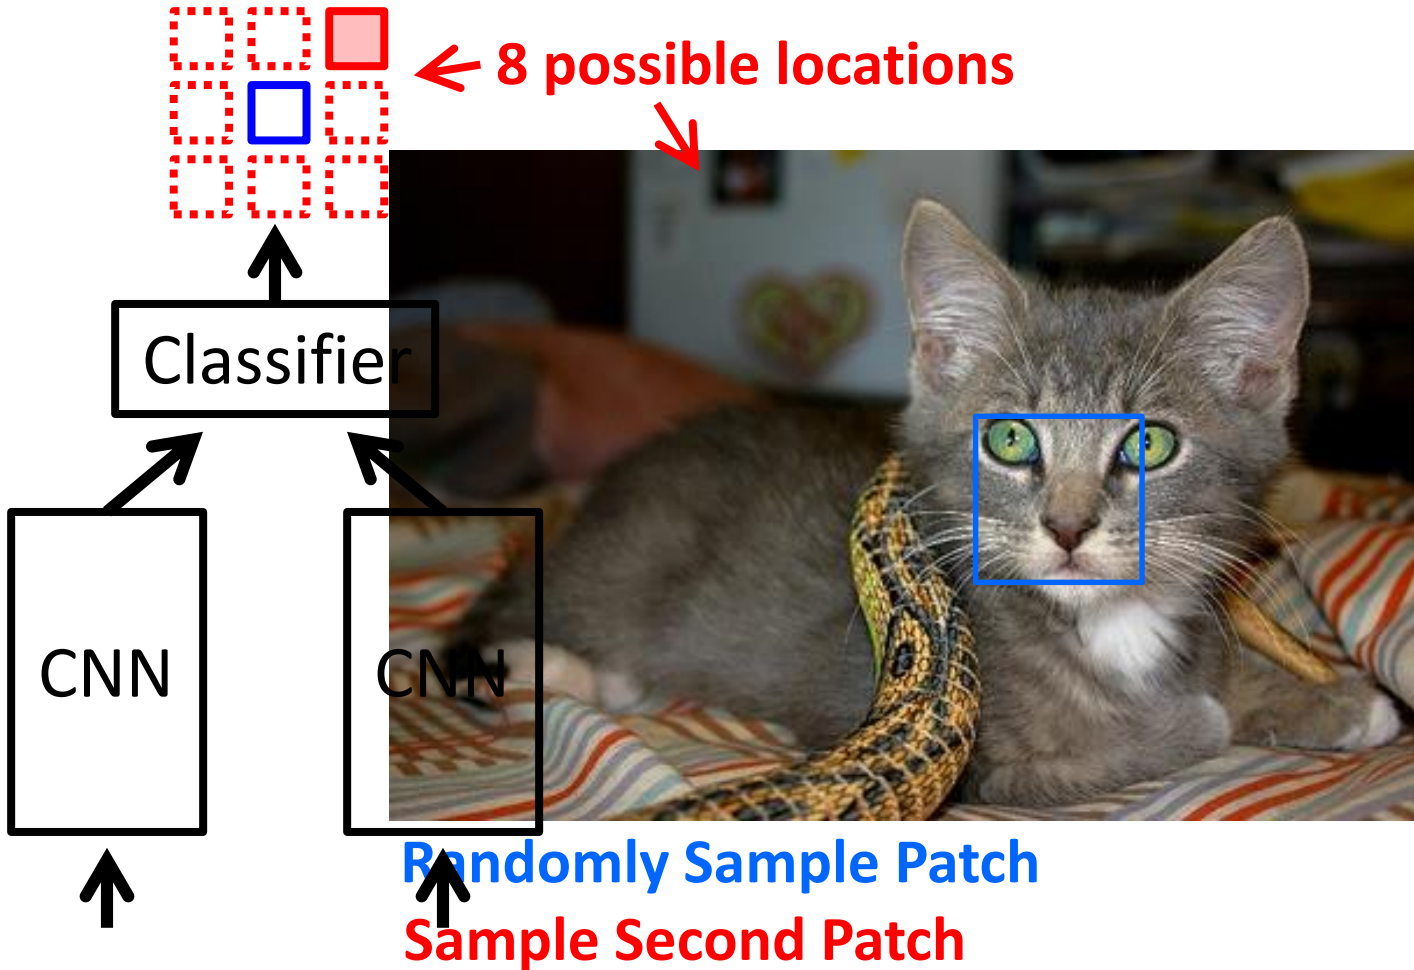 8 possible locations
Classifier
CNN
CNN
Randomly Sample Patch
Sample Second Patch